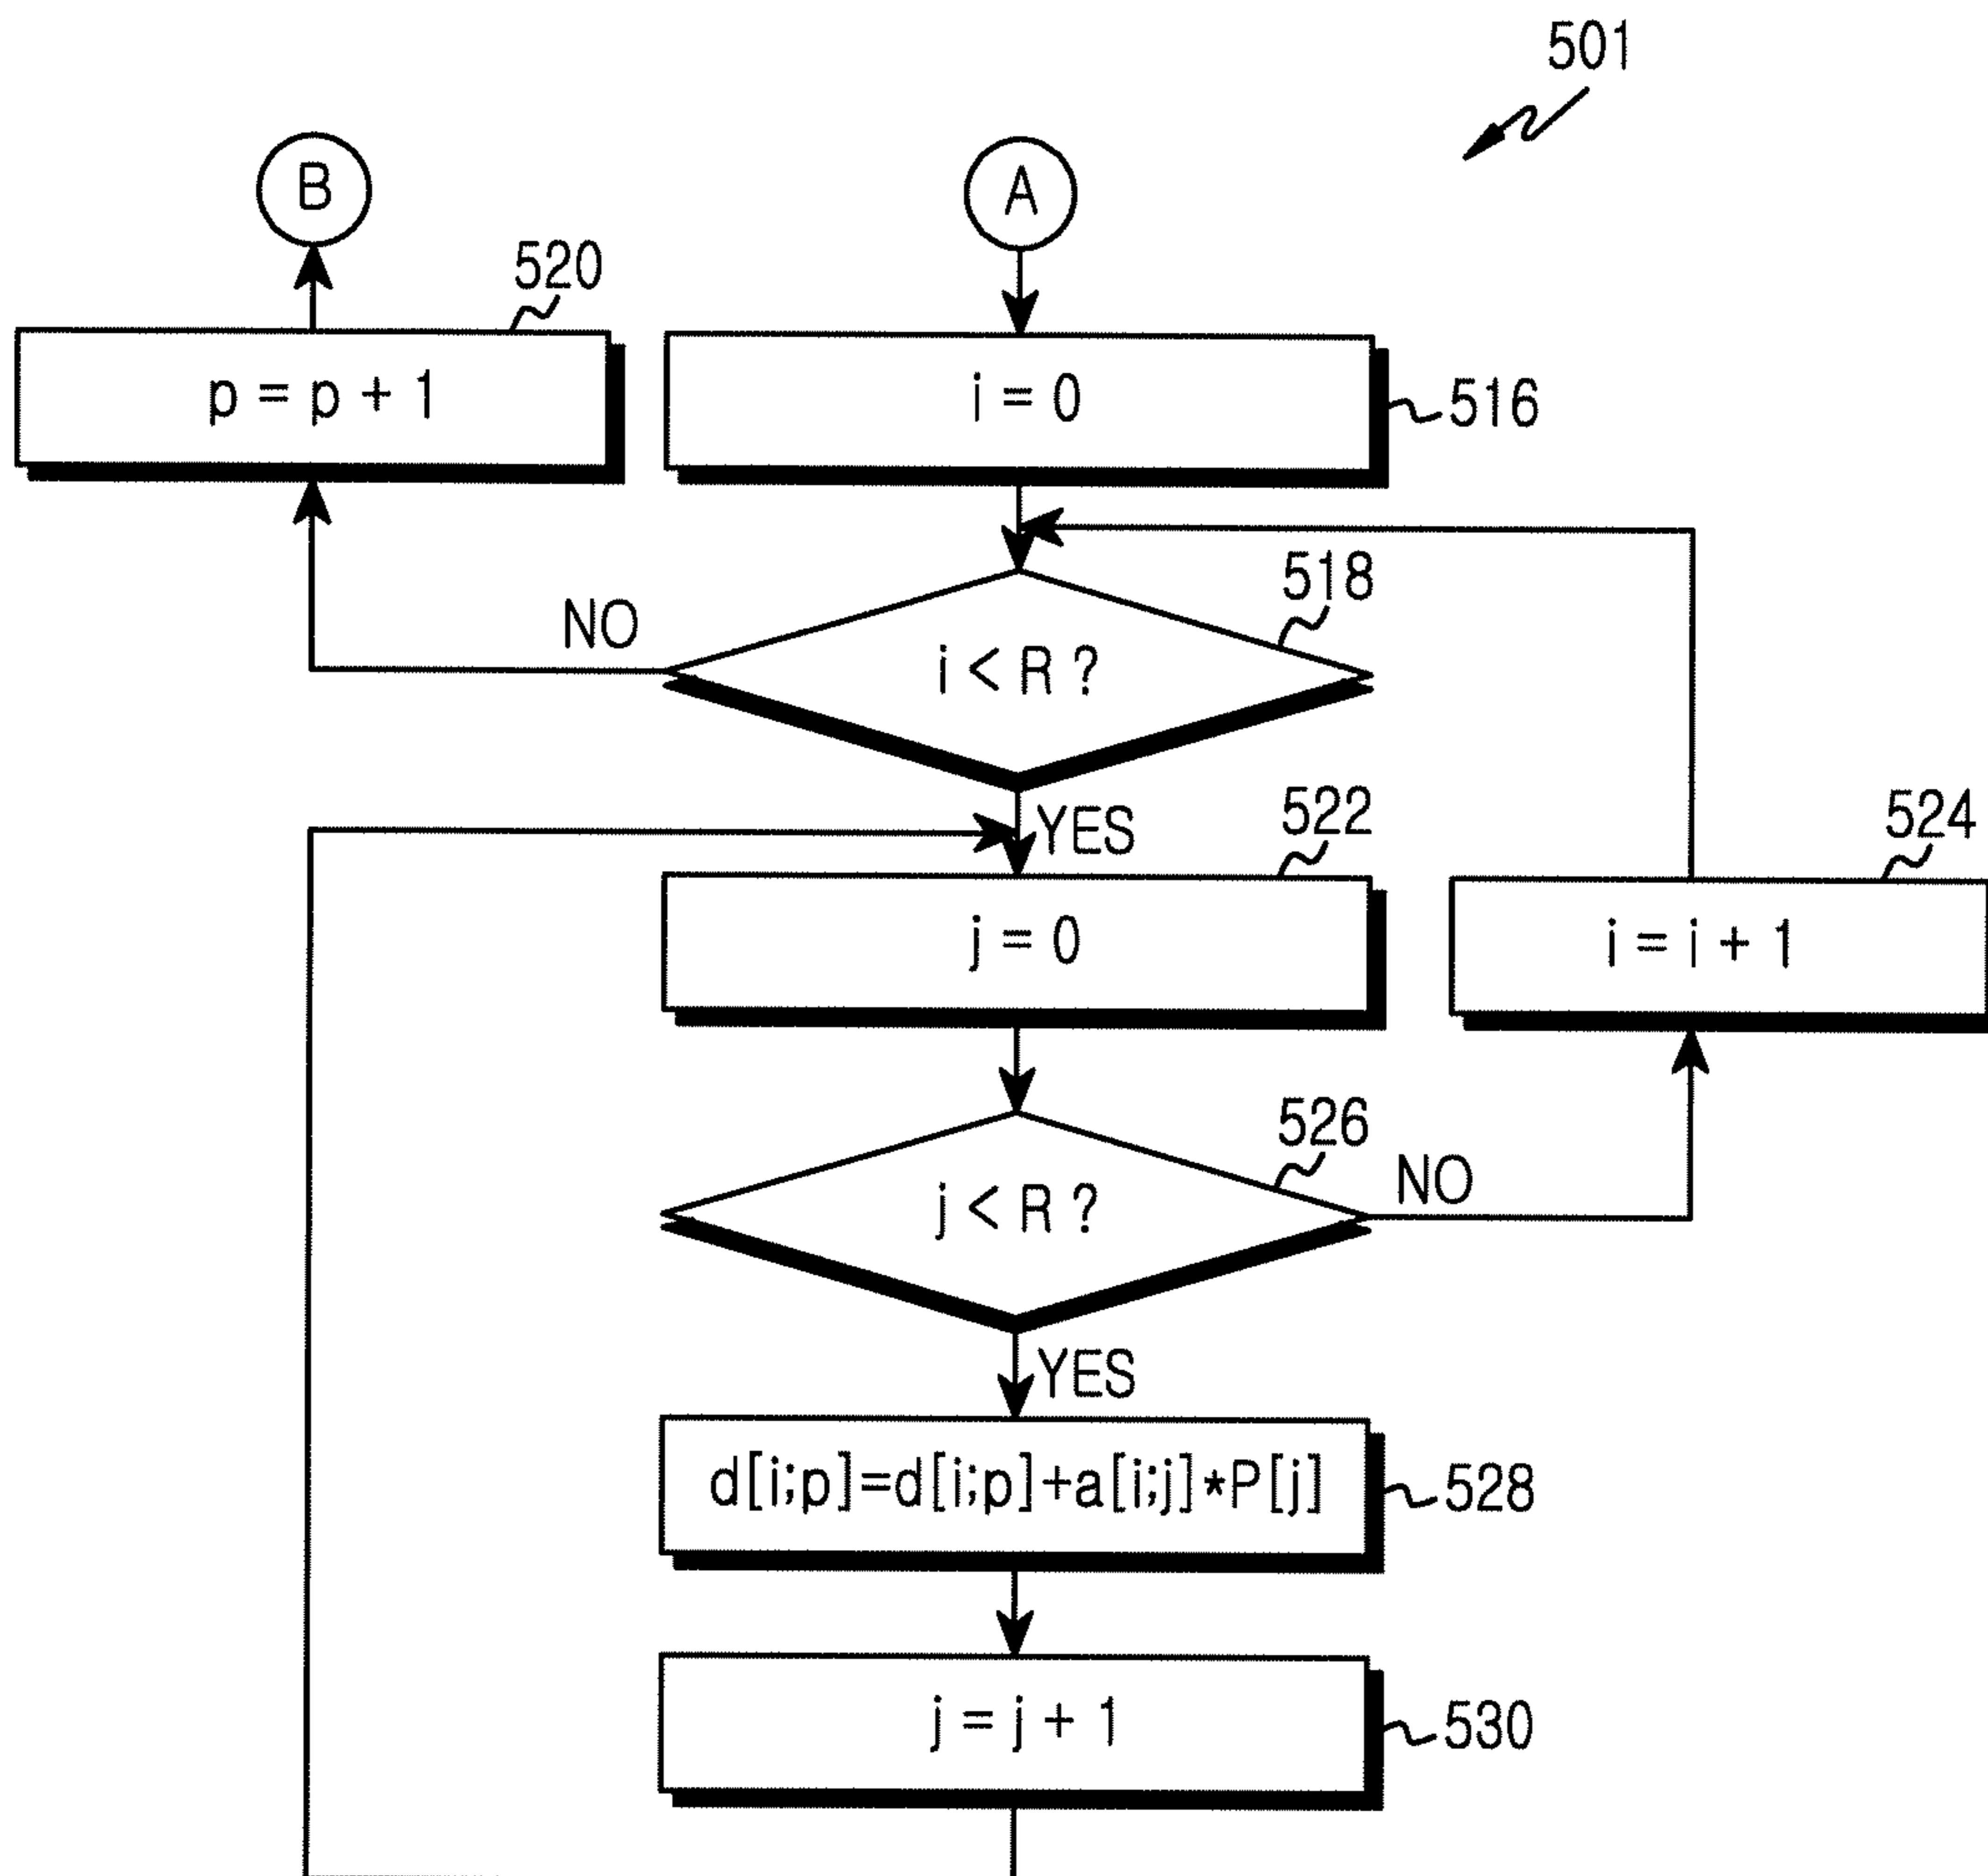 501
B
A
520
p = p + 1
i = 0
516
518
NO
i < R ?
YES
522
524
j = 0
i = i + 1
526
NO
j < R ?
YES
d[i;p]=d[i;p]+a[i;j]*P[j]
528
j = j + 1
530